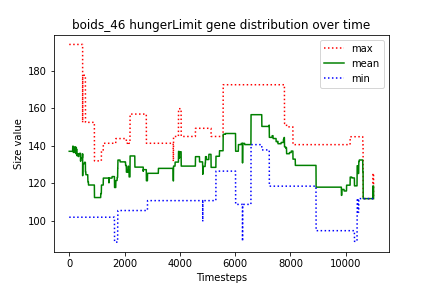 boids_46 hungerLimit gene distribution over time
max
mean
min
Size value
180
160
140
120
100
0
2000
4000
6000
8000
10000
Timesteps